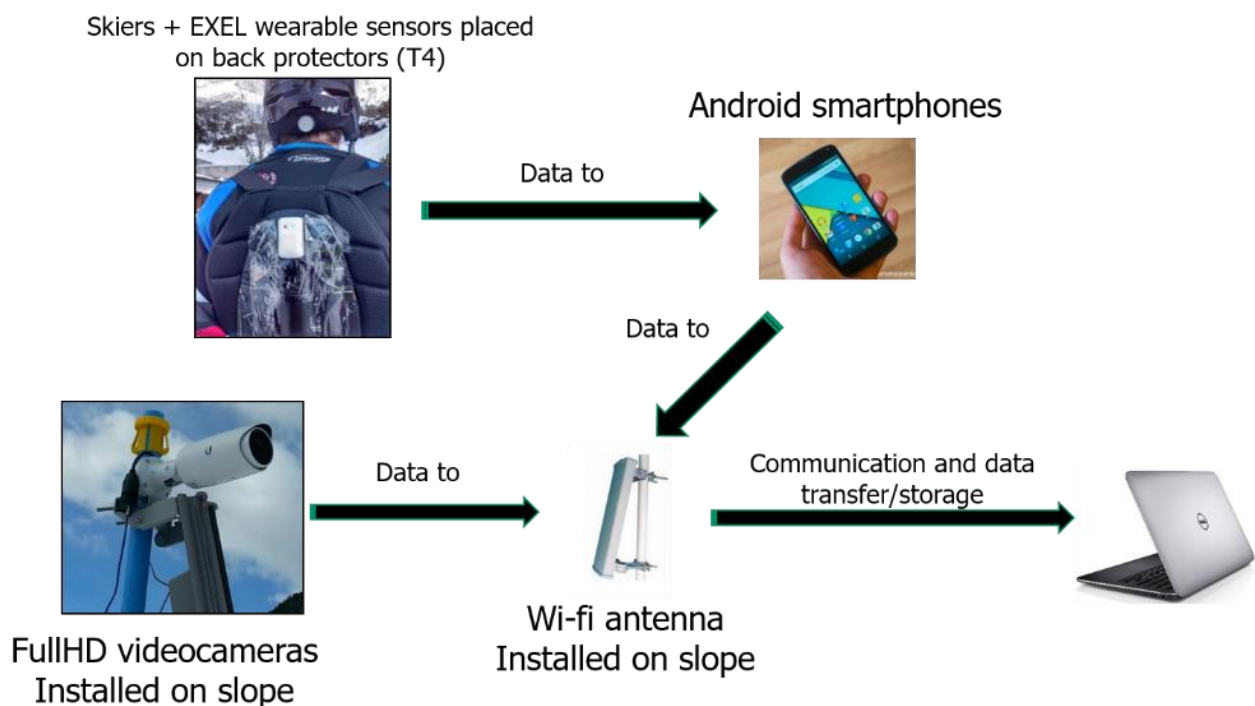 Skiers + EXEL wearable sensors placed
on back protectors (T4)
Android smartphones
Data to
Data to
Data to
Communication and data
transfer/storage
Wi-fi antenna
Installed on slope
FullHD videocameras
Installed on slope
DELL